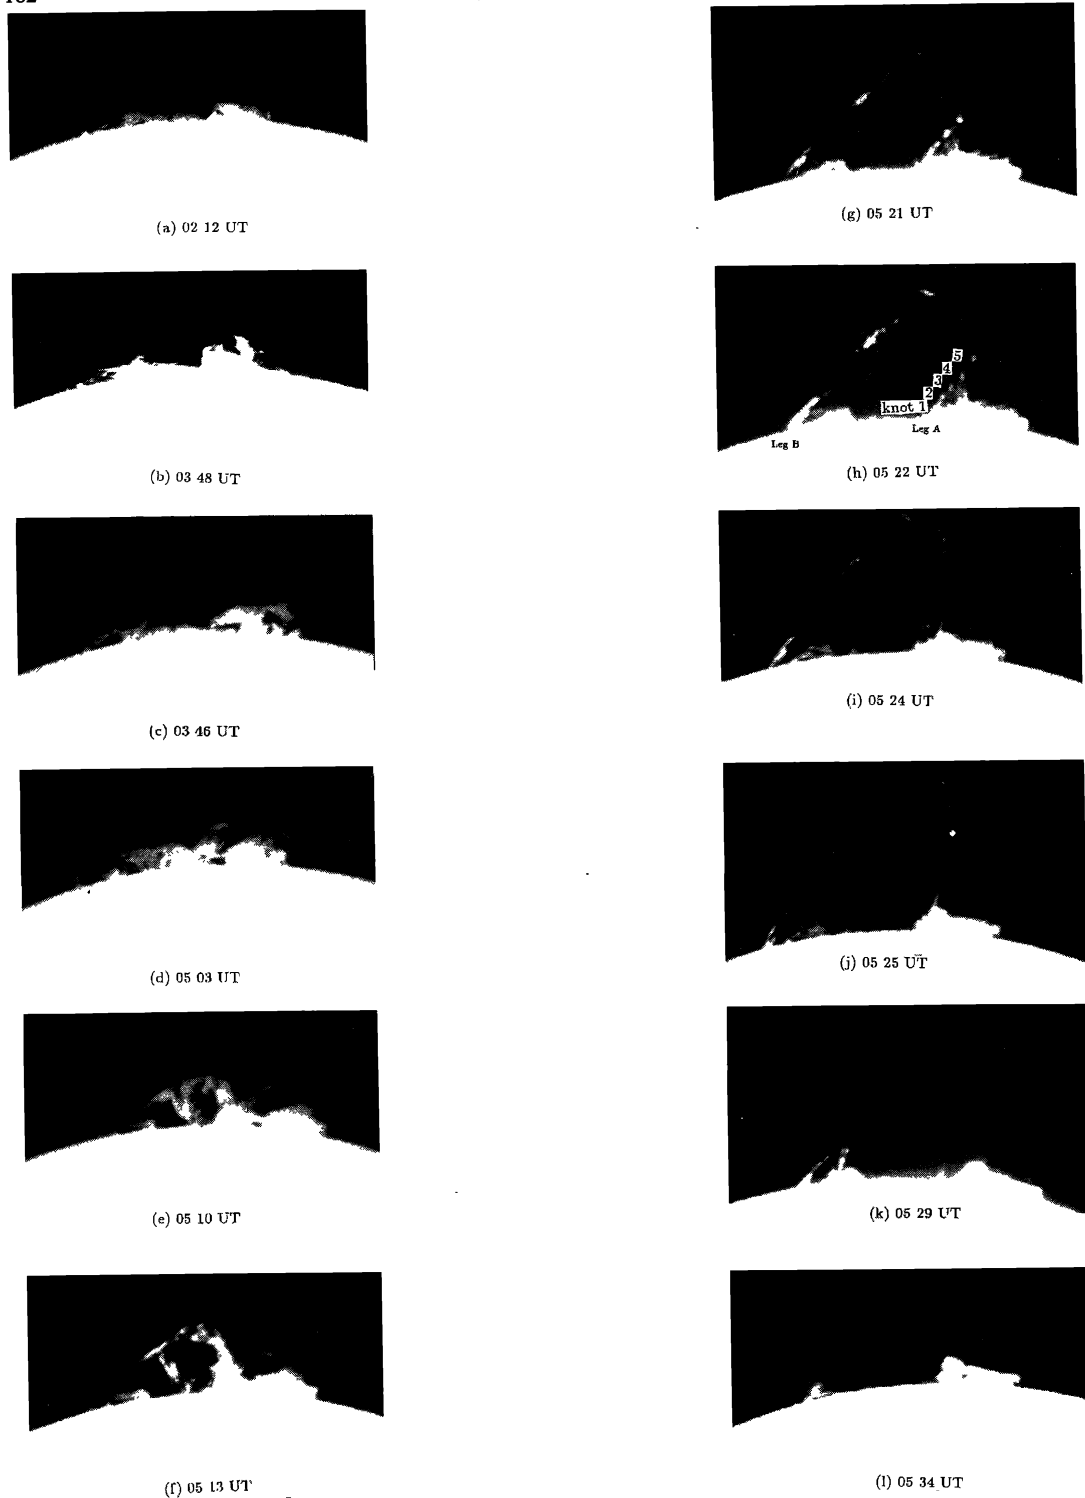 (a) 02 12 UT
(b) 03 48 UT
(c) 03 46 UT
(d) 05 03 UT
(e) 05 10 UT
(f) 05 13 UT
(g) 05 21 UT
5
4
3
2
knot 1
Leg A
Leg B
(h) 05 22 UT
(i) 05 24 UT
(j) 05 25 UT
(k) 05 29 UT
(l) 05 34 UT